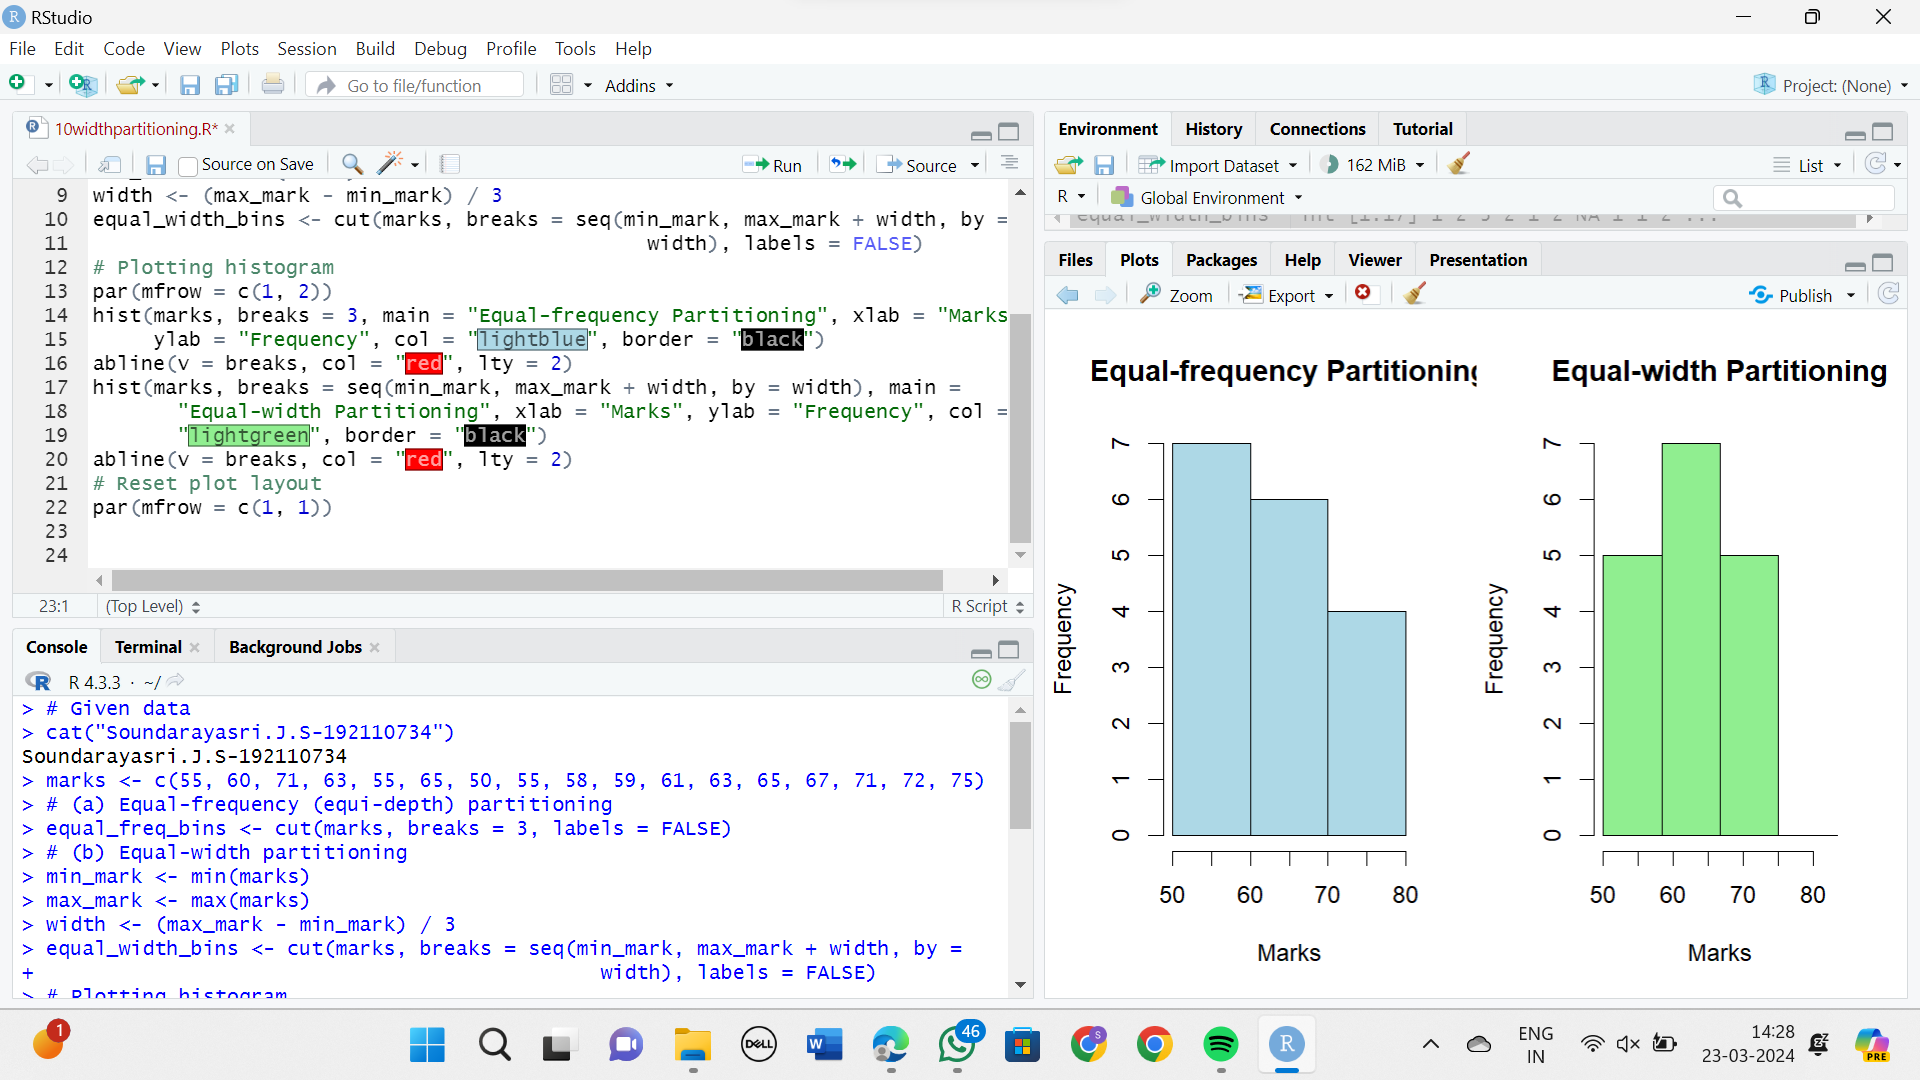 RStudio
File Edit Code View Plots Session Build Debug Profile Tools Help
Go to file/function Addins Project: (None)
10widthpartitioning.R*
Source on Save Run Source
9 width <- (max_mark - min_mark) / 3
10 equal_width_bins <- cut(marks, breaks = seq(min_mark, max_mark + width, by =
11 width), labels = FALSE)
12 # Plotting histogram
13 par(mfrow = c(1, 2))
14 hist(marks, breaks = 3, main = "Equal-frequency Partitioning", xlab = "Marks
15 ylab = "Frequency", col = "lightblue", border = "black")
16 abline(v = breaks, col = "red", lty = 2)
17 hist(marks, breaks = seq(min_mark, max_mark + width, by = width), main =
18 "Equal-width Partitioning", xlab = "Marks", ylab = "Frequency", col =
19 "lightgreen", border = "black")
20 abline(v = breaks, col = "red", lty = 2)
21 # Reset plot layout
22 par(mfrow = c(1, 1))
23
24
23:1 (Top Level) R Script
Console Terminal Background Jobs
R 4.3.3 · ~/
> # Given data
> cat("Soundarayasri.J.S-192110734")
Soundarayasri.J.S-192110734
> marks <- c(55, 60, 71, 63, 55, 65, 50, 55, 58, 59, 61, 63, 65, 67, 71, 72, 75)
> # (a) Equal-frequency (equi-depth) partitioning
> equal_freq_bins <- cut(marks, breaks = 3, labels = FALSE)
> # (b) Equal-width partitioning
> min_mark <- min(marks)
> max_mark <- max(marks)
> width <- (max_mark - min_mark) / 3
> equal_width_bins <- cut(marks, breaks = seq(min_mark, max_mark + width, by =
+ width), labels = FALSE)
> # Plotting histogram
Environment History Connections Tutorial
Import Dataset 162 MiB List
R Global Environment
equal_width_bins int [1:17] 1 2 3 2 1 2 NA 1 1 2 ...
Files Plots Packages Help Viewer Presentation
Zoom Export Publish
Equal-frequency Partitioning
Frequency
7
6
5
4
3
2
1
0
50 60 70 80
Marks
Equal-width Partitioning
Frequency
7
6
5
4
3
2
1
0
50 60 70 80
Marks
1
DELL
W
46
S
R
ENG
IN
14:28
23-03-2024
PRE